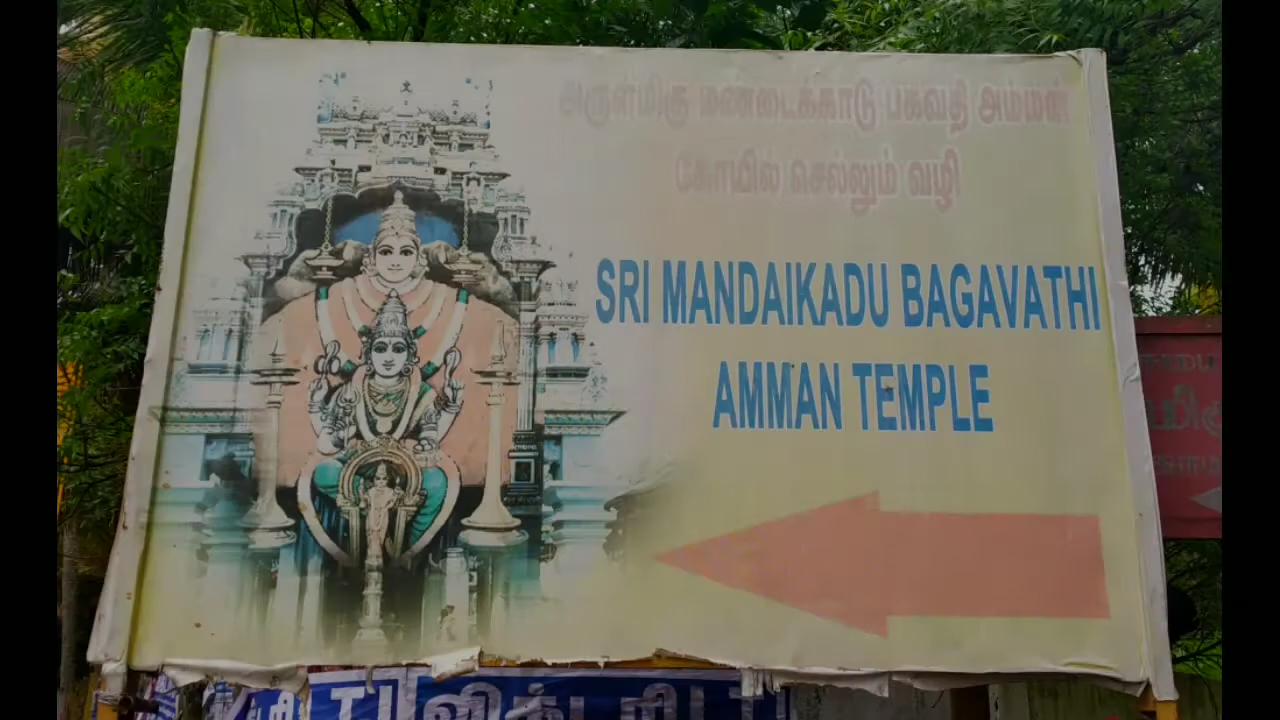 அருள்மிகு மண்டைக்காடு பகவதி அம்மன்
கோயில் செல்லும் வழி
SRI MANDAIKADU BAGAVATHI
AMMAN TEMPLE